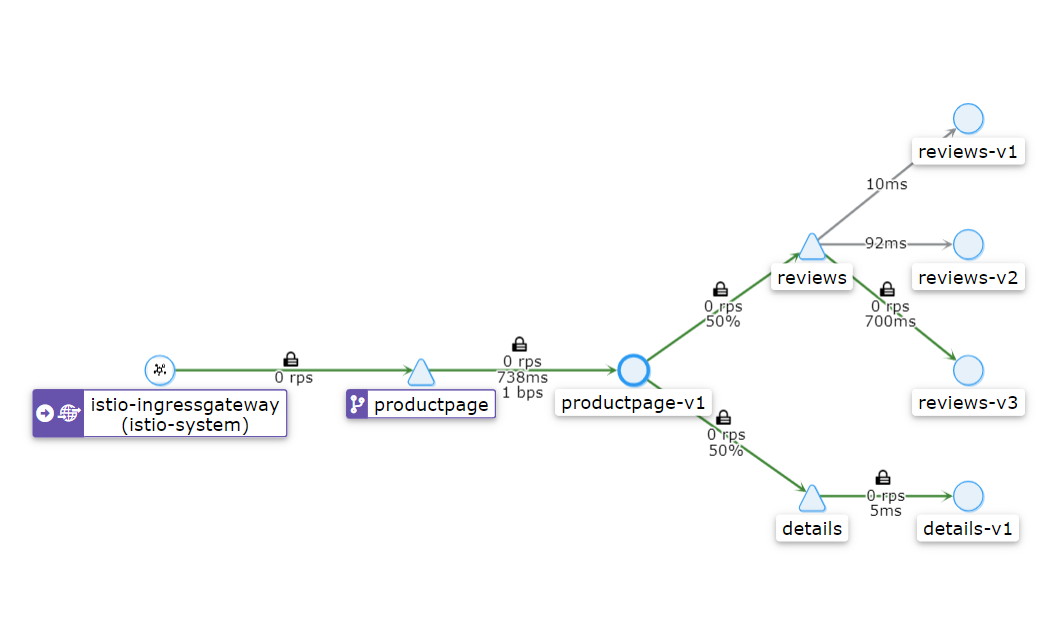 reviews-v1
10ms
92ms
reviews
reviews-v2
0 rps
50%
0 rps
700ms
0 rps
0 rps
738ms
1 bps
istio-ingressgateway
(istio-system)
productpage
productpage-v1
reviews-v3
0 rps
50%
0 rps
5ms
details
details-v1